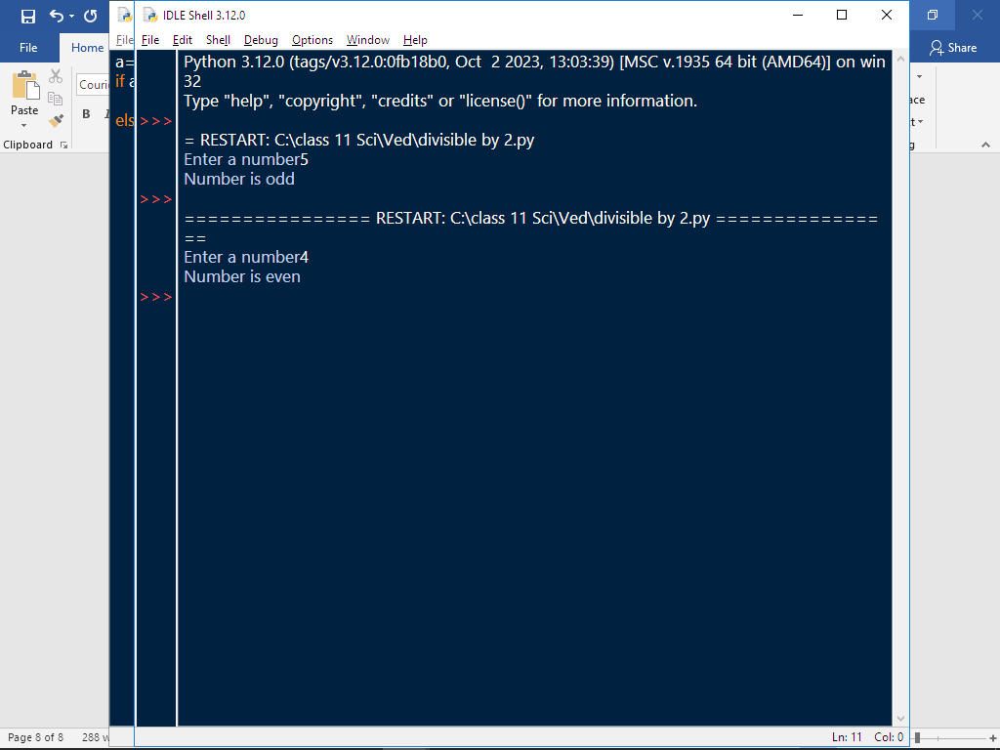 IDLE Shell 3.12.0
File
Home
Share
File
File Edit Shell Debug Options Window Help
Paste
Clipboard
Couri
B I
a=
if a
els
Python 3.12.0 (tags/v3.12.0:0fb18b0, Oct  2 2023, 13:03:39) [MSC v.1935 64 bit (AMD64)] on win
32
Type "help", "copyright", "credits" or "license()" for more information.
>>>
= RESTART: C:\class 11 Sci\Ved\divisible by 2.py
Enter a number5
Number is odd
>>>
================ RESTART: C:\class 11 Sci\Ved\divisible by 2.py ==============
==
Enter a number4
Number is even
>>>
Ln: 11 Col: 0
Page 8 of 8 288 w